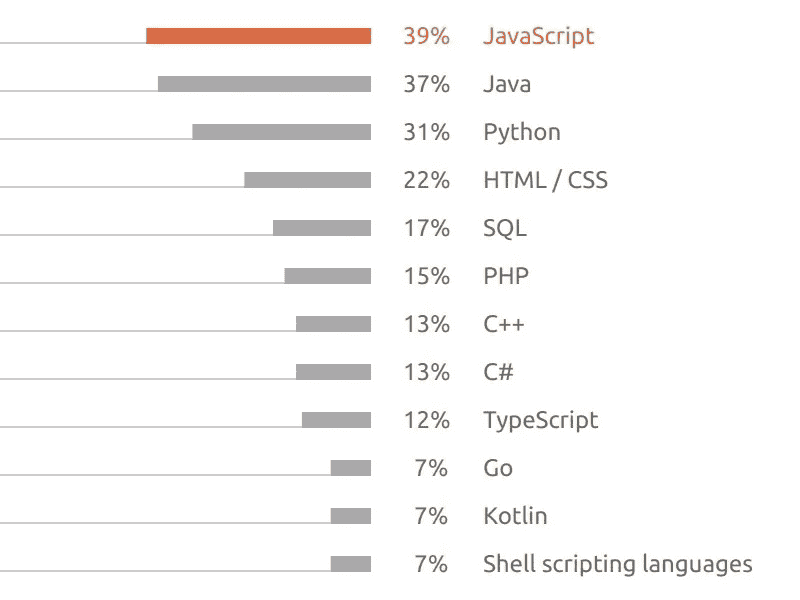 39% JavaScript
37% Java
31% Python
22% HTML / CSS
17% SQL
15% PHP
13% C++
13% C#
12% TypeScript
7% Go
7% Kotlin
7% Shell scripting languages